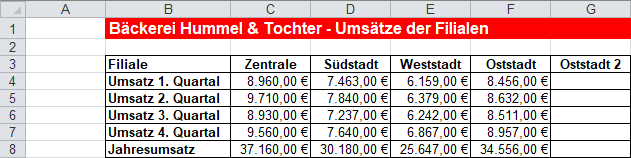 A B C D E F G
1 Bäckerei Hummel & Tochter - Umsätze der Filialen
2
3 Filiale Zentrale Südstadt Weststadt Oststadt Oststadt 2
4 Umsatz 1. Quartal 8.960,00 € 7.463,00 € 6.159,00 € 8.456,00 €
5 Umsatz 2. Quartal 9.710,00 € 7.840,00 € 6.379,00 € 8.632,00 €
6 Umsatz 3. Quartal 8.930,00 € 7.237,00 € 6.242,00 € 8.511,00 €
7 Umsatz 4. Quartal 9.560,00 € 7.640,00 € 6.867,00 € 8.957,00 €
8 Jahresumsatz 37.160,00 € 30.180,00 € 25.647,00 € 34.556,00 €